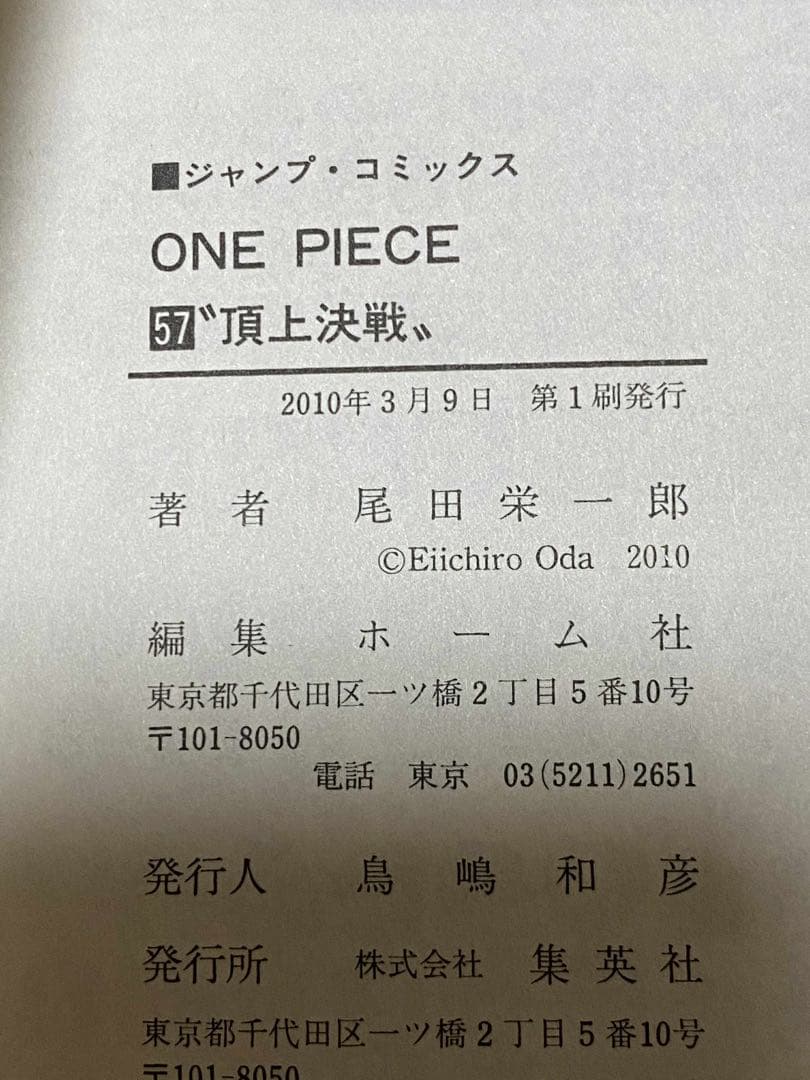 ■ジャンプ・コミックス
ONE PIECE
57〝頂上決戦〟
2010年3月9日 第1刷発行
著者 尾田栄一郎
©Eiichiro Oda 2010
編集 ホーム社
東京都千代田区一ツ橋2丁目5番10号
〒101-8050
電話 東京 03(5211)2651
発行人 鳥嶋和彦
発行所 株式会社 集英社
東京都千代田区一ツ橋2丁目5番10号
〒101-8050